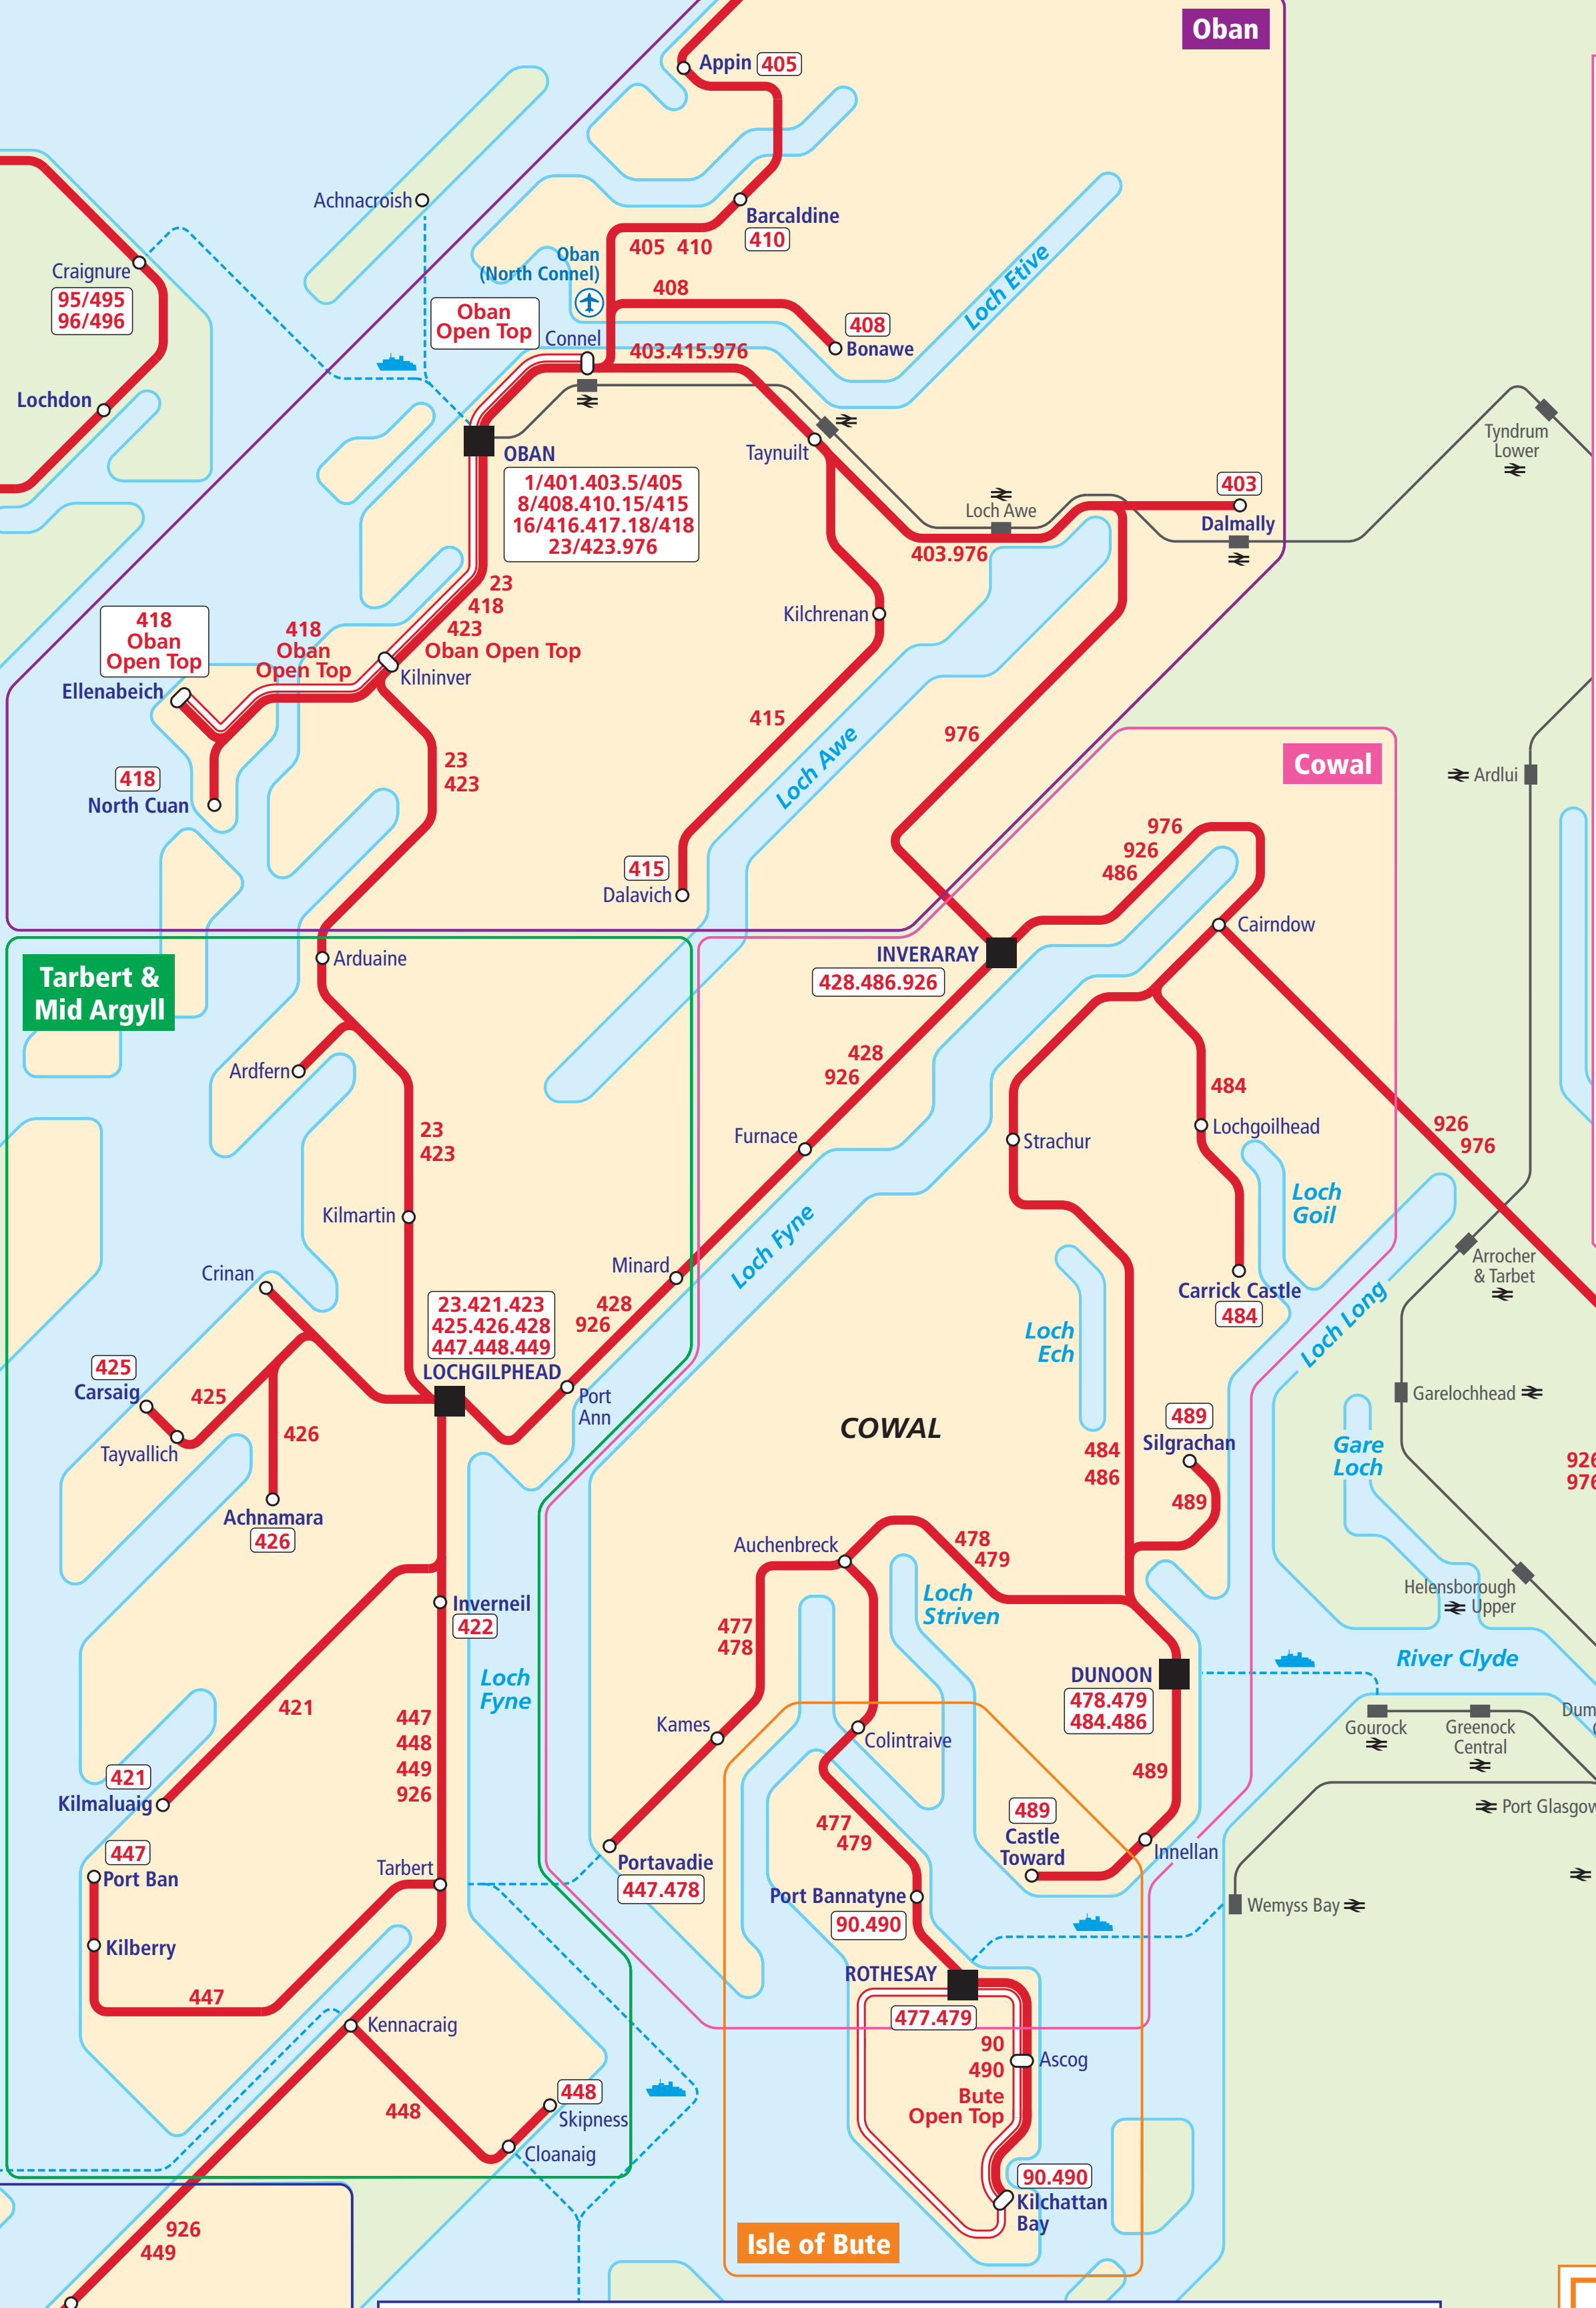 Oban
Appin 405
Achnacroish
Barcaldine
410
Oban
(North Connel)
405 410
Craignure
95/495
96/496
408
Loch Etive
Oban
Open Top
Connel
408
Bonawe
403.415.976
Lochdon
Tyndrum
Lower
OBAN
Taynuilt
1/401.403.5/405
8/408.410.15/415
16/416.417.18/418
23/423.976
403
Loch Awe
Dalmally
403.976
23
418
423
Oban Open Top
418
Oban
Open Top
418
Oban
Open Top
Kilchrenan
Ellenabeich
Kilninver
415
976
Loch Awe
Cowal
23
423
418
North Cuan
Ardlui
976
926
486
415
Dalavich
Cairndow
INVERARAY
428.486.926
Arduaine
Tarbert &
Mid Argyll
Ardfern
428
926
484
23
423
Furnace
Strachur
Lochgoilhead
926
976
Kilmartin
Loch
Goil
Loch Fyne
Arrocher
& Tarbet
Crinan
Minard
Carrick Castle
484
23.421.423
425.426.428
447.448.449
428
926
Loch
Ech
Loch Long
LOCHGILPHEAD
425
Carsaig
425
Port
Ann
Garelochhead
426
COWAL
489
Silgrachan
Tayvallich
Gare
Loch
484
486
926
976
489
Achnamara
426
Auchenbreck
478
479
Inverneil
422
Loch
Striven
Helensborough
Upper
477
478
Loch
Fyne
River Clyde
DUNOON
478.479
484.486
421
447
448
449
926
Kames
Colintraive
Gourock
Greenock
Central
Dum
421
Kilmaluaig
489
477
479
489
Castle
Toward
Port Glasgow
447
Port Ban
Tarbert
Portavadie
447.478
Innellan
Port Bannatyne
90.490
Wemyss Bay
Kilberry
ROTHESAY
447
477.479
Kennacraig
90
490
Bute
Open Top
Ascog
448
448
Skipness
Cloanaig
90.490
Kilchattan
Bay
926
449
Isle of Bute